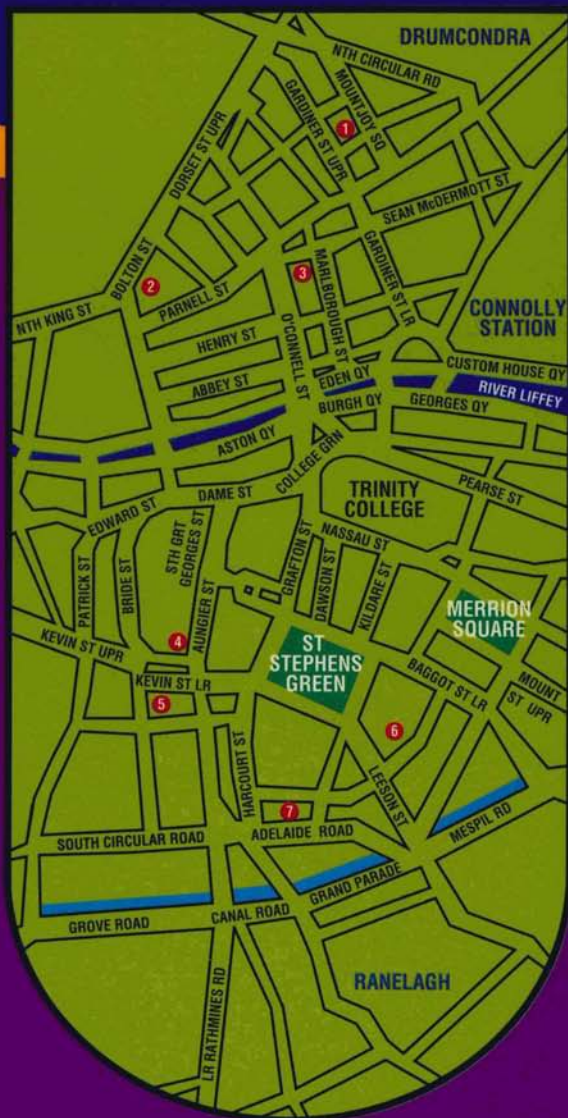 DRUMCONDRA
NTH CIRCULAR RD
MOUNTJOY SQ
GARDINER ST UPR
1
DORSET ST UPR
SEAN McDERMOTT ST
BOLTON ST
2
3
MARLBOROUGH ST
GARDINER ST LR
PARNELL ST
NTH KING ST
O'CONNELL ST
CONNOLLY
STATION
HENRY ST
ABBEY ST
EDEN QY
CUSTOM HOUSE QY
RIVER LIFFEY
BURGH QY
GEORGES QY
ASTON QY
COLLEGE GRN
DAME ST
EDWARD ST
TRINITY
COLLEGE
PEARSE ST
STH GRT
GEORGES ST
NASSAU ST
GRAFTON ST
DAWSON ST
KILDARE ST
PATRICK ST
BRIDE ST
AUNGIER ST
MERRION
SQUARE
KEVIN ST UPR
4
KEVIN ST LR
ST
STEPHENS
GREEN
BAGGOT ST LR
MOUNT
ST UPR
5
6
HARCOURT ST
LEESON ST
7
SOUTH CIRCULAR ROAD
ADELAIDE ROAD
MESPIL RD
GROVE ROAD
CANAL ROAD
GRAND PARADE
LR RATHMINES RD
RANELAGH